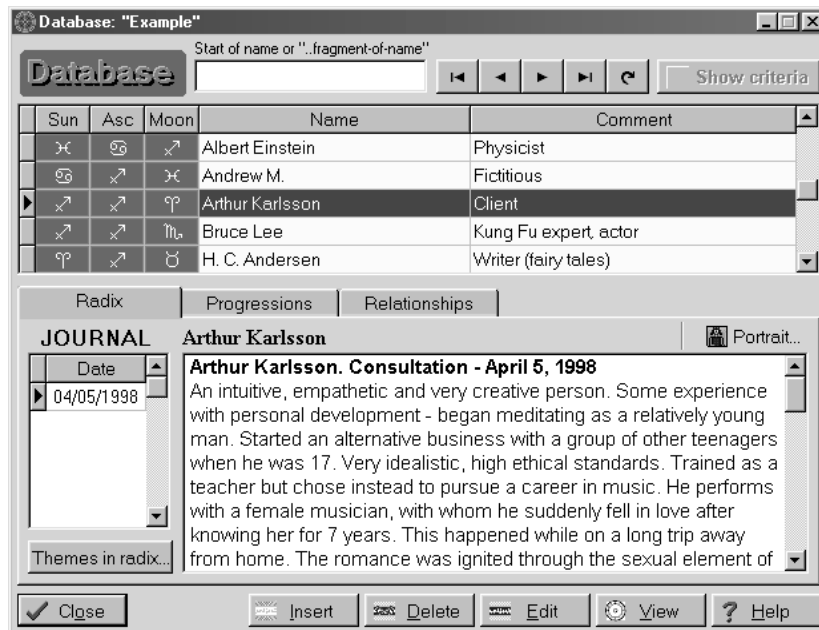 Database: "Example"
Start of name or "..fragment-of-name"
Database
Show criteria
Sun Asc Moon Name Comment
♓ ♋ ♐ Albert Einstein Physicist
♋ ♐ ♓ Andrew M. Fictitious
♐ ♐ ♈ Arthur Karlsson Client
♐ ♐ ♏ Bruce Lee Kung Fu expert, actor
♈ ♐ ♉ H. C. Andersen Writer (fairy tales)
Radix Progressions Relationships
JOURNAL Arthur Karlsson Portrait...
Date
04/05/1998
Themes in radix...
Arthur Karlsson. Consultation - April 5, 1998
An intuitive, empathetic and very creative person. Some experience
with personal development - began meditating as a relatively young
man. Started an alternative business with a group of other teenagers
when he was 17. Very idealistic, high ethical standards. Trained as a
teacher but chose instead to pursue a career in music. He performs
with a female musician, with whom he suddenly fell in love after
knowing her for 7 years. This happened while on a long trip away
from home. The romance was ignited through the sexual element of
Close Insert Delete Edit View ? Help